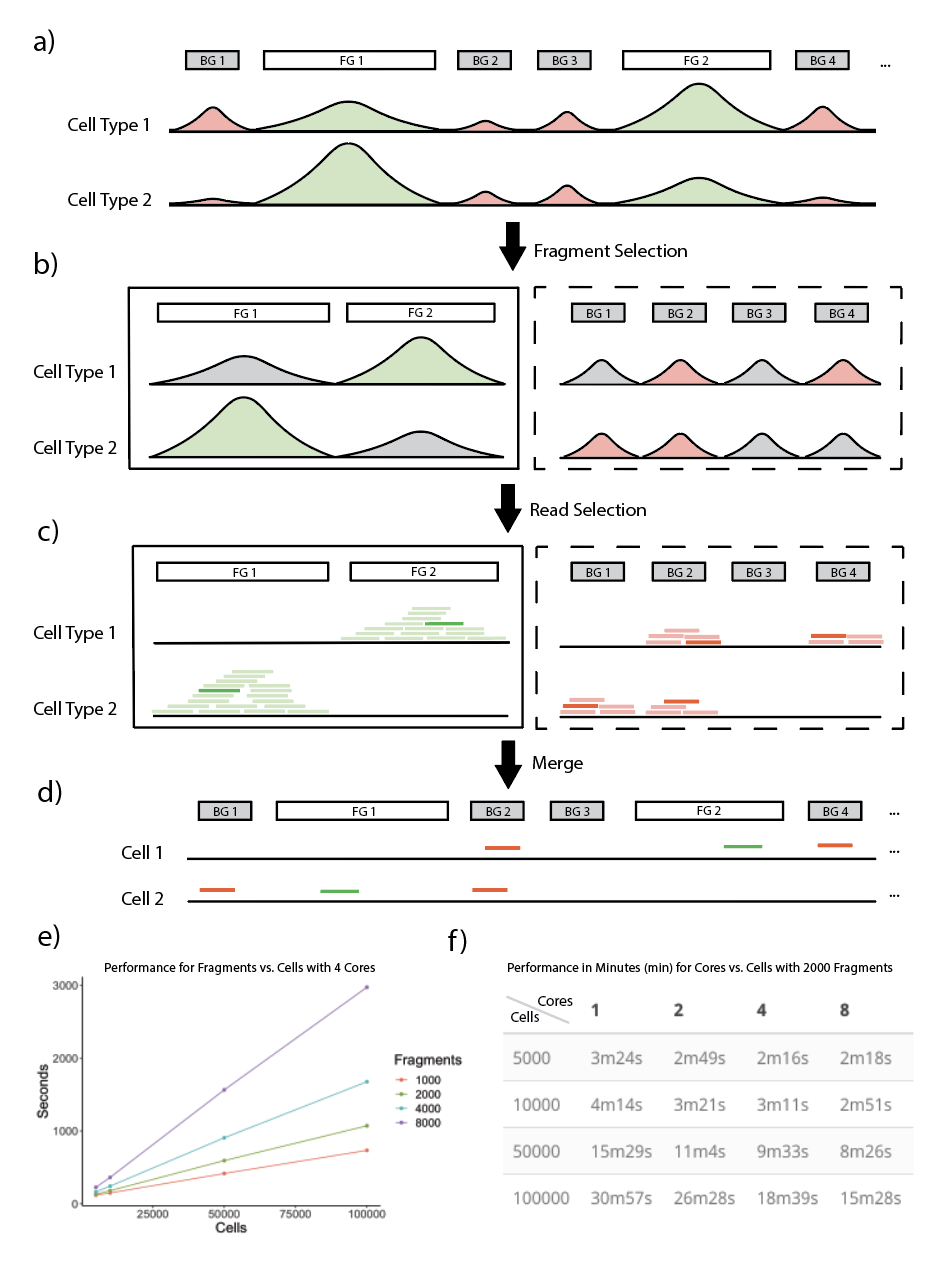 a)
BG 1 FG 1 BG 2 BG 3 FG 2 BG 4 ...
Cell Type 1
Cell Type 2
Fragment Selection
b)
FG 1 FG 2 BG 1 BG 2 BG 3 BG 4
Cell Type 1
Cell Type 2
Read Selection
c)
FG 1 FG 2 BG 1 BG 2 BG 3 BG 4
Cell Type 1
Cell Type 2
Merge
d)
BG 1 FG 1 BG 2 BG 3 FG 2 BG 4 ...
Cell 1 ...
Cell 2 ...
e)
Performance for Fragments vs. Cells with 4 Cores
3000
2000
1000
0
Seconds
25000 50000 75000 100000
Cells
Fragments
1000
2000
4000
8000
f)
Performance in Minutes (min) for Cores vs. Cells with 2000 Fragments
Cores
Cells
1 2 4 8
5000 3m24s 2m49s 2m16s 2m18s
10000 4m14s 3m21s 3m11s 2m51s
50000 15m29s 11m4s 9m33s 8m26s
100000 30m57s 26m28s 18m39s 15m28s